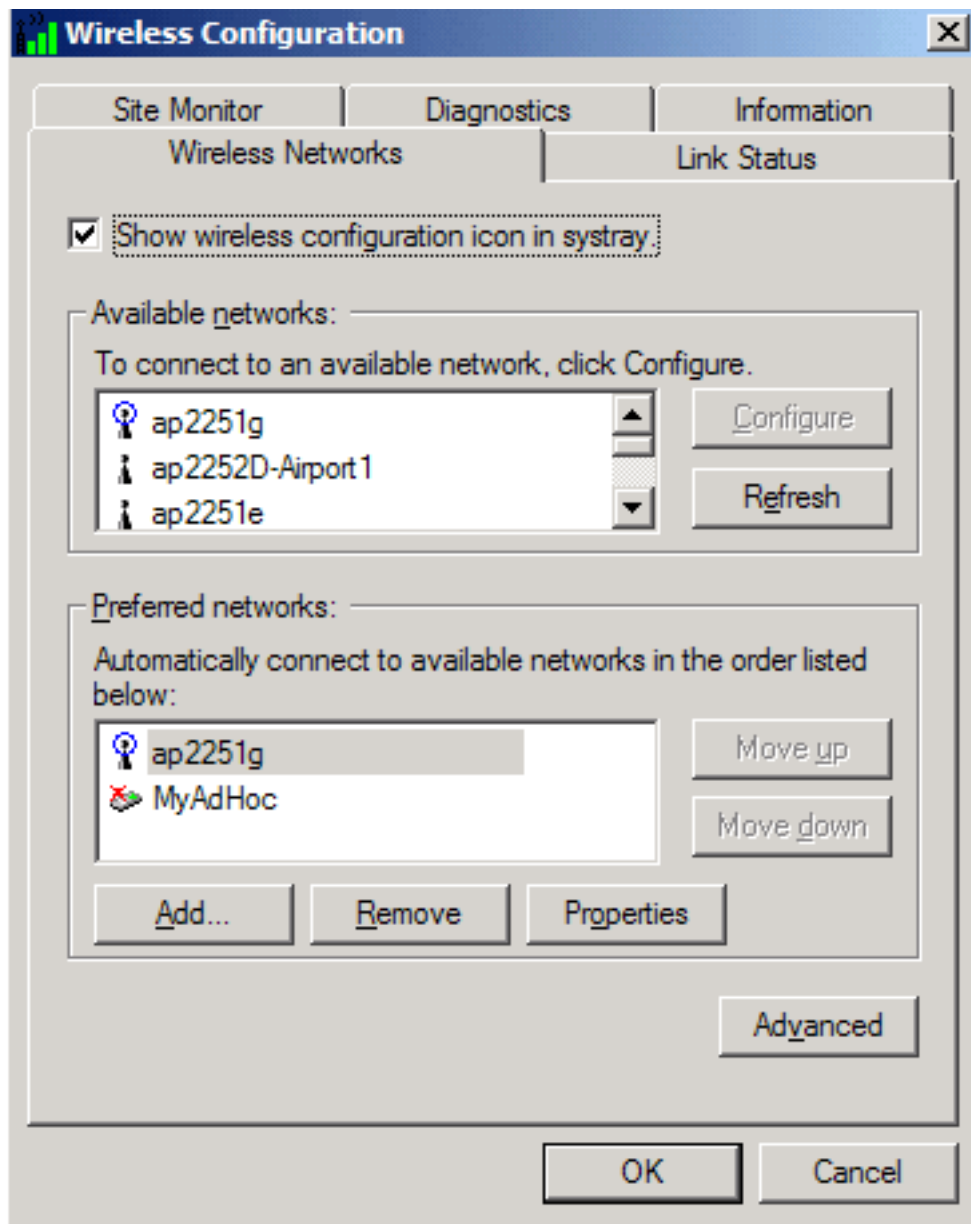 Wireless Configuration
Site Monitor
Diagnostics
Information
Wireless Networks
Link Status
Show wireless configuration icon in systray.
Available networks:
To connect to an available network, click Configure.
ap2251g
ap2252D-Airport1
ap2251e
Configure
Refresh
Preferred networks:
Automatically connect to available networks in the order listed
below:
ap2251g
MyAdHoc
Move up
Move down
Add...
Remove
Properties
Advanced
OK
Cancel